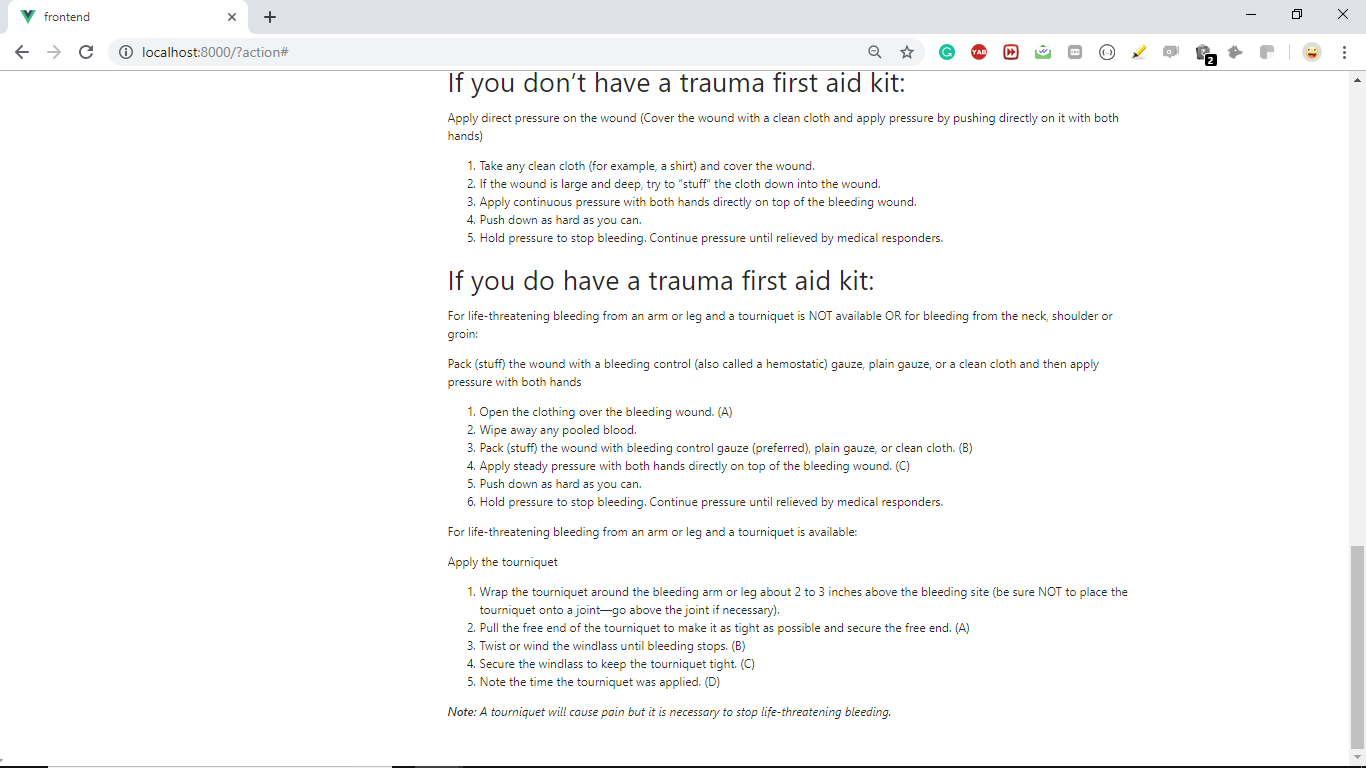 frontend
localhost:8000/?action#
YAB
2
If you don’t have a trauma first aid kit:
Apply direct pressure on the wound (Cover the wound with a clean cloth and apply pressure by pushing directly on it with both
hands)
1. Take any clean cloth (for example, a shirt) and cover the wound.
2. If the wound is large and deep, try to “stuff” the cloth down into the wound.
3. Apply continuous pressure with both hands directly on top of the bleeding wound.
4. Push down as hard as you can.
5. Hold pressure to stop bleeding. Continue pressure until relieved by medical responders.
If you do have a trauma first aid kit:
For life-threatening bleeding from an arm or leg and a tourniquet is NOT available OR for bleeding from the neck, shoulder or
groin:
Pack (stuff) the wound with a bleeding control (also called a hemostatic) gauze, plain gauze, or a clean cloth and then apply
pressure with both hands
1. Open the clothing over the bleeding wound. (A)
2. Wipe away any pooled blood.
3. Pack (stuff) the wound with bleeding control gauze (preferred), plain gauze, or clean cloth. (B)
4. Apply steady pressure with both hands directly on top of the bleeding wound. (C)
5. Push down as hard as you can.
6. Hold pressure to stop bleeding. Continue pressure until relieved by medical responders.
For life-threatening bleeding from an arm or leg and a tourniquet is available:
Apply the tourniquet
1. Wrap the tourniquet around the bleeding arm or leg about 2 to 3 inches above the bleeding site (be sure NOT to place the
tourniquet onto a joint—go above the joint if necessary).
2. Pull the free end of the tourniquet to make it as tight as possible and secure the free end. (A)
3. Twist or wind the windlass until bleeding stops. (B)
4. Secure the windlass to keep the tourniquet tight. (C)
5. Note the time the tourniquet was applied. (D)
Note: A tourniquet will cause pain but it is necessary to stop life-threatening bleeding.